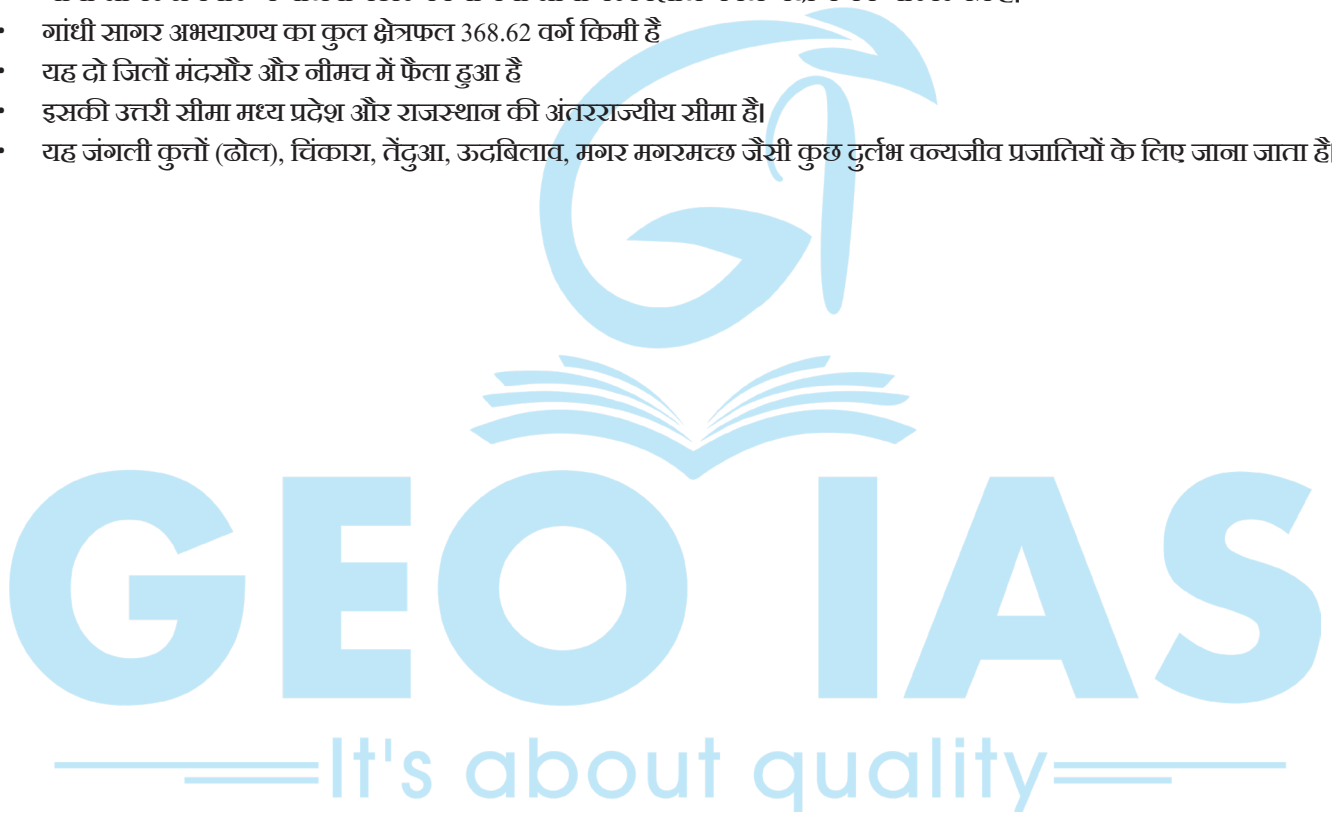 • गांधी सागर अभयारण्य का कुल क्षेत्रफल 368.62 वर्ग किमी है
• यह दो जिलों मंदसौर और नीमच में फैला हुआ है
• इसकी उत्तरी सीमा मध्य प्रदेश और राजस्थान की अंतरराज्यीय सीमा है।
• यह जंगली कुत्तों (ढोल), चिंकारा, तेंदुआ, ऊदबिलाव, मगर मगरमच्छ जैसी कुछ दुर्लभ वन्यजीव प्रजातियों के लिए जाना जाता है।
GEO IAS
It's about quality